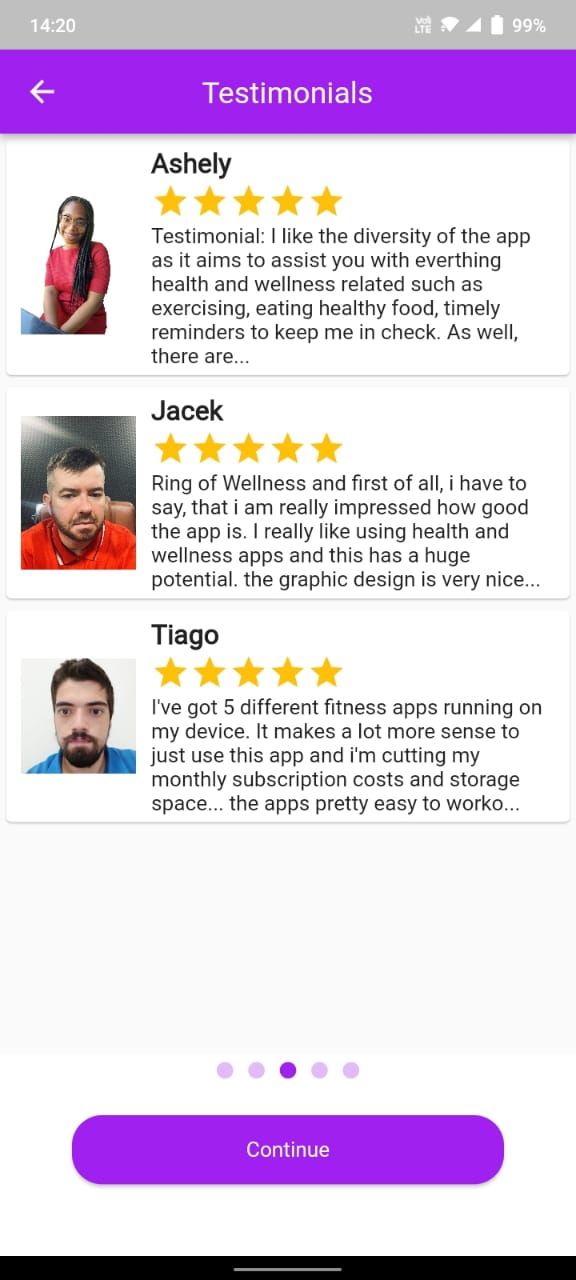 14:20
Vo)) LTE
99%
Testimonials
Ashely
Testimonial: I like the diversity of the app
as it aims to assist you with everthing
health and wellness related such as
exercising, eating healthy food, timely
reminders to keep me in check. As well,
there are...
Jacek
Ring of Wellness and first of all, i have to
say, that i am really impressed how good
the app is. I really like using health and
wellness apps and this has a huge
potential. the graphic design is very nice...
Tiago
I've got 5 different fitness apps running on
my device. It makes a lot more sense to
just use this app and i'm cutting my
monthly subscription costs and storage
space... the apps pretty easy to worko...
Continue